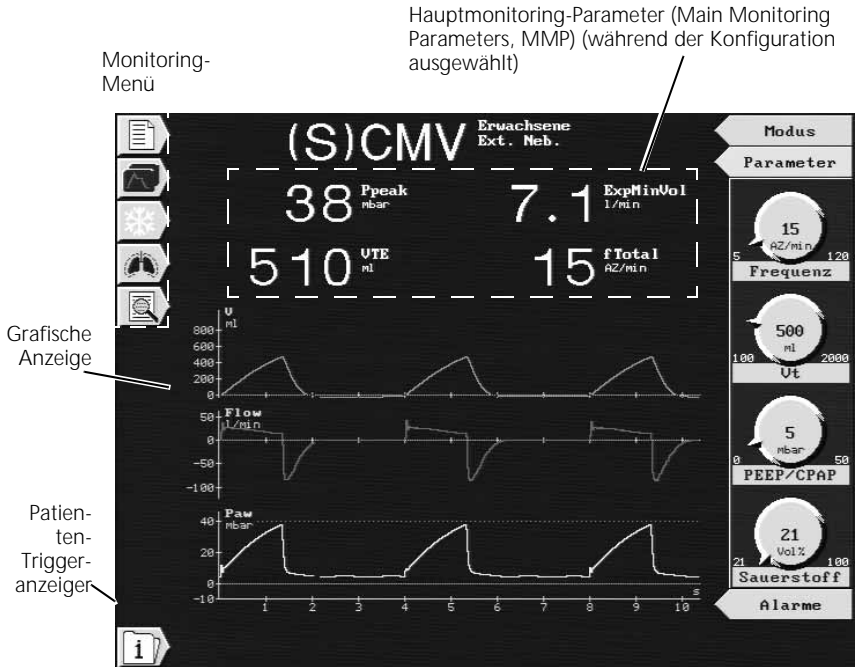 Hauptmonitoring-Parameter (Main Monitoring
Parameters, MMP) (während der Konfiguration
ausgewählt)
Monitoring-
Menü
(S)CMV
Erwachsene
Ext. Neb.
Modus
Parameter
38 Ppeak
mbar
7.1 ExpMinVol
l/min
510 VTE
ml
15 fTotal
AZ/min
15
AZ/min
5 120
Frequenz
500
ml
100 2000
Vt
5
mbar
0 50
PEEP/CPAP
21
Vol%
21 100
Sauerstoff
Alarme
Grafische
Anzeige
V
ml
800
600
400
200
0
Flow
l/min
50
0
-50
-100
Paw
mbar
40
20
0
-10
1 2 3 4 5 6 7 8 9 10
s
Patien-
ten-
Trigger-
anzeiger
i